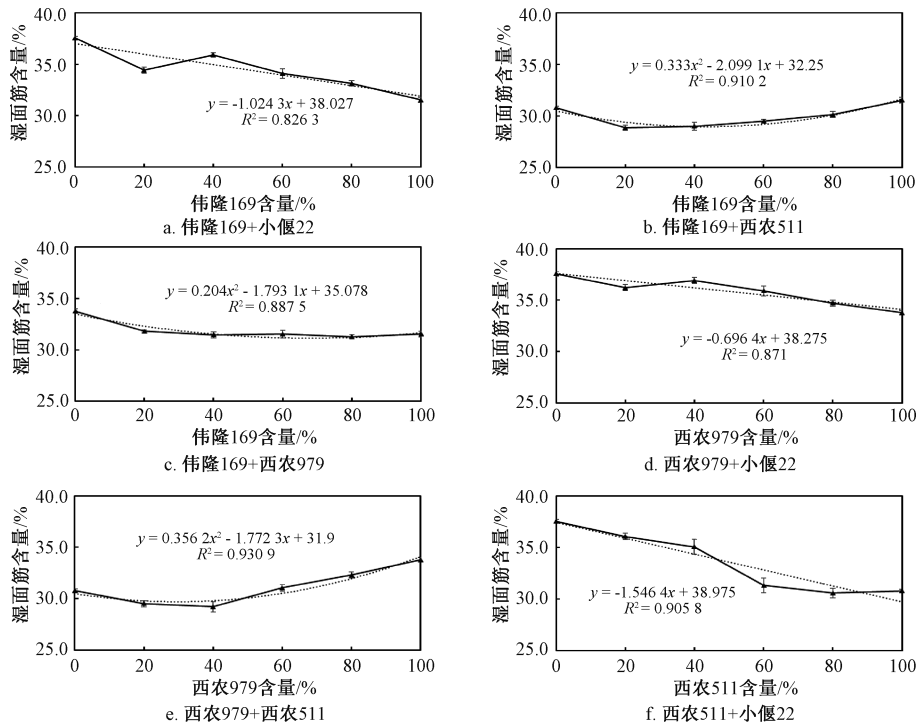 湿面筋含量/%
40.0
35.0
30.0
25.0
y = -1.024 3x + 38.027
R² = 0.826 3
0 20 40 60 80 100
伟隆169含量/%
a. 伟隆169+小偃22
湿面筋含量/%
40.0
35.0
30.0
25.0
y = 0.333x² - 2.099 1x + 32.25
R² = 0.910 2
0 20 40 60 80 100
伟隆169含量/%
b. 伟隆169+西农511
湿面筋含量/%
40.0
35.0
30.0
25.0
y = 0.204x² - 1.793 1x + 35.078
R² = 0.887 5
0 20 40 60 80 100
伟隆169含量/%
c. 伟隆169+西农979
湿面筋含量/%
40.0
35.0
30.0
25.0
y = -0.696 4x + 38.275
R² = 0.871
0 20 40 60 80 100
西农979含量/%
d. 西农979+小偃22
湿面筋含量/%
40.0
35.0
30.0
25.0
y = 0.356 2x² - 1.772 3x + 31.9
R² = 0.930 9
0 20 40 60 80 100
西农979含量/%
e. 西农979+西农511
湿面筋含量/%
40.0
35.0
30.0
25.0
y = -1.546 4x + 38.975
R² = 0.905 8
0 20 40 60 80 100
西农511含量/%
f. 西农511+小偃22